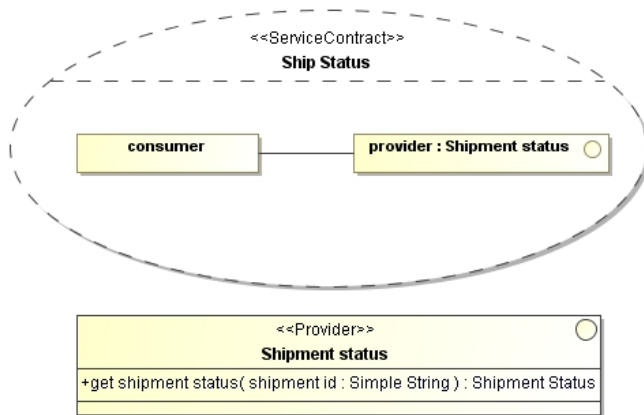 <<ServiceContract>>
Ship Status
consumer
provider : Shipment status
<<Provider>>
Shipment status
+get shipment status( shipment id : Simple String ) : Shipment Status